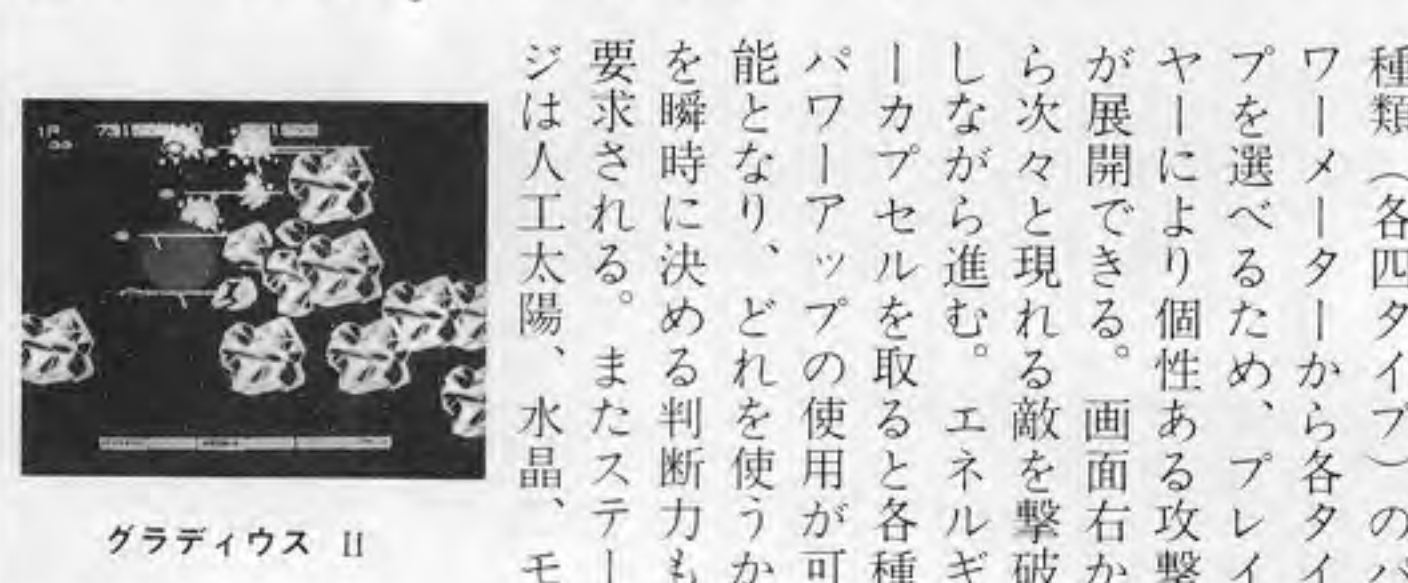 種類（各四タイプ）のパ
ワーメーターから各タイ
プを選べるため、プレイ
ヤーにより個性ある攻撃
が展開できる。画面右か
ら次々と現れる敵を撃破
しながら進む。エネルギ
ーカプセルを取ると各種
パワーアップの使用が可
能となり、どれを使うか
を瞬時に決める判断力も
要求される。またステー
ジは人工太陽、水晶、モ
1P
グラディウス II